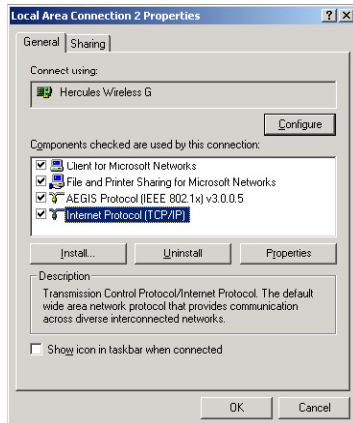 Local Area Connection 2 Properties
General Sharing
Connect using:
Hercules Wireless G
Configure
Components checked are used by this connection:
Client for Microsoft Networks
File and Printer Sharing for Microsoft Networks
AEGIS Protocol (IEEE 802.1x) v3.0.0.5
Internet Protocol (TCP/IP)
Install... Uninstall Properties
Description
Transmission Control Protocol/Internet Protocol. The default
wide area network protocol that provides communication
across diverse interconnected networks.
Show icon in taskbar when connected
OK Cancel